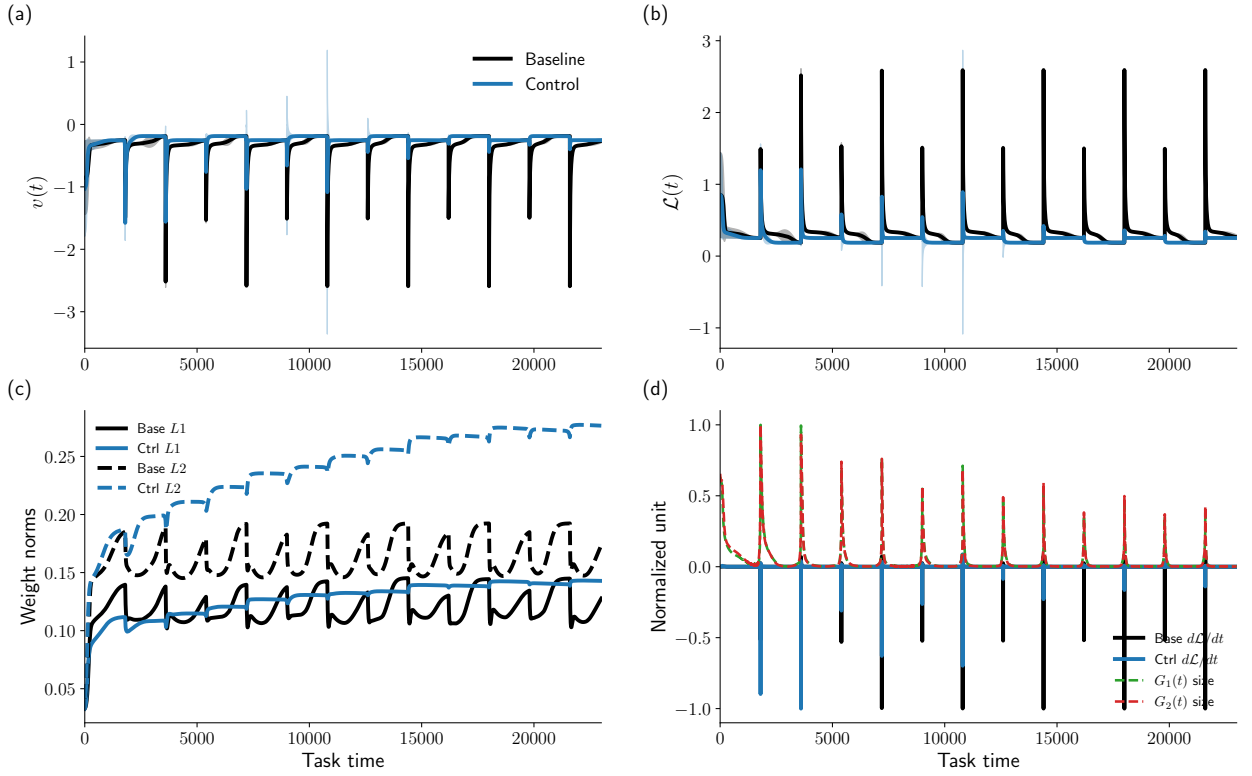 (a)
(b)
1
0
−1
−2
−3
v(t)
Baseline
Control
0
5000
10000
15000
20000
3
2
1
0
−1
ℒ(t)
0
5000
10000
15000
20000
(c)
(d)
0.25
0.20
0.15
0.10
0.05
Weight norms
Base L1
Ctrl L1
Base L2
Ctrl L2
0
5000
10000
15000
20000
Task time
1.0
0.5
0.0
−0.5
−1.0
Normalized unit
Base dℒ/dt
Ctrl dℒ/dt
G₁(t) size
G₂(t) size
0
5000
10000
15000
20000
Task time